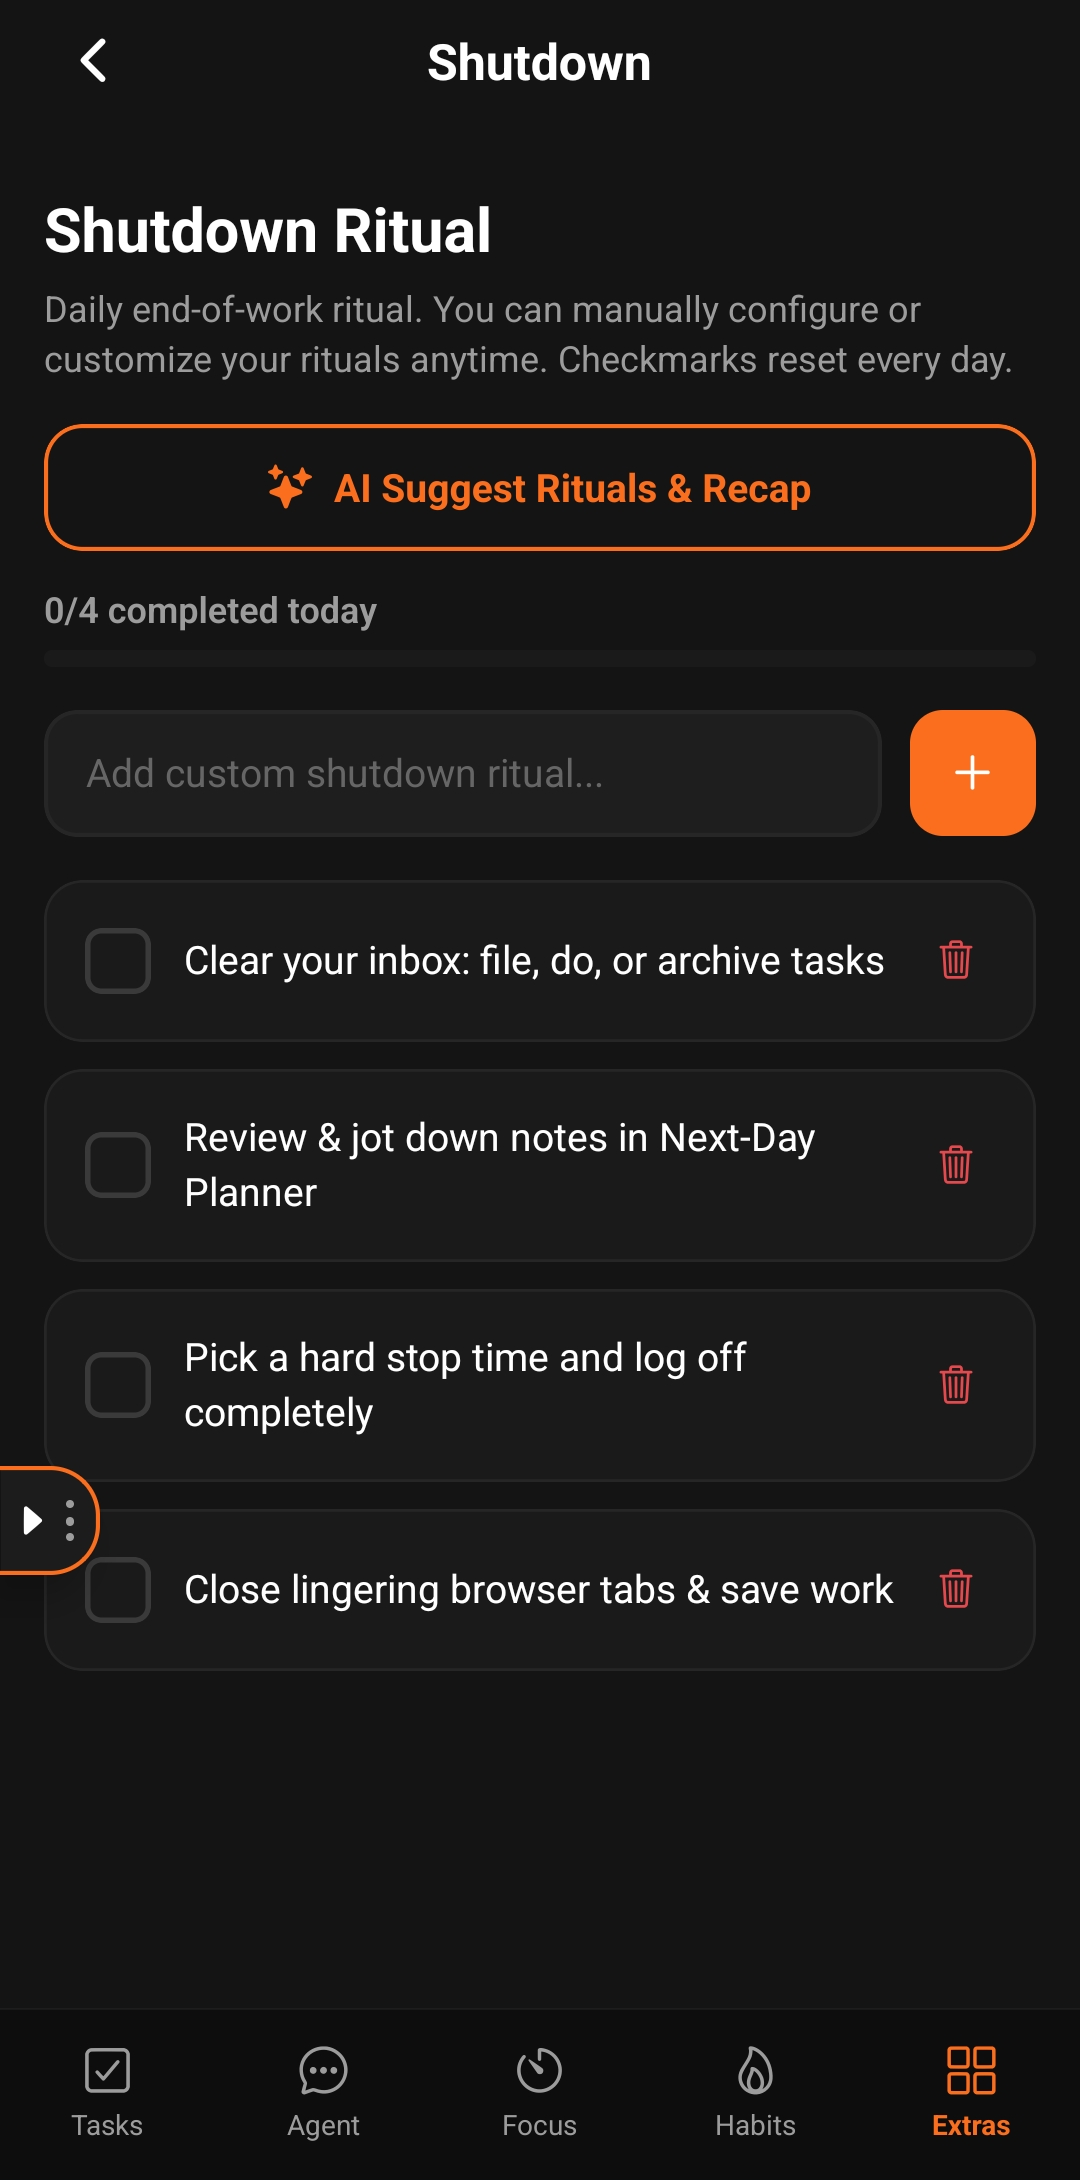 Shutdown
Shutdown Ritual
Daily end-of-work ritual. You can manually configure or
customize your rituals anytime. Checkmarks reset every day.
AI Suggest Rituals & Recap
0/4 completed today
Add custom shutdown ritual...
Clear your inbox: file, do, or archive tasks
Review & jot down notes in Next-Day
Planner
Pick a hard stop time and log off
completely
Close lingering browser tabs & save work
Tasks
Agent
Focus
Habits
Extras